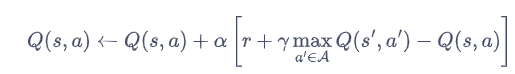 Q(s, a) ← Q(s, a) + α [ r + γ max_{a'∈𝒜} Q(s', a') − Q(s, a) ]